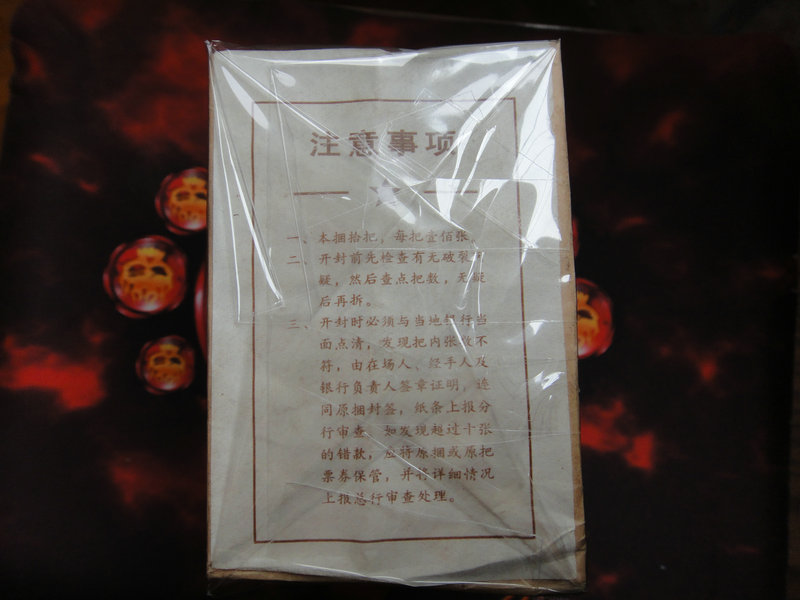 注意事项
一、本捆拾把，每把壹佰张。
二、开封前先检查有无破裂可
疑，然后查点把数，无疑
后再拆。
三、开封时必须与当地银行当
面点清，发现把内张数不
符，由在场人、经手人及
银行负责人签章证明，连
同原捆封签，纸条上报分
行审查。如发现超过十张
的错款，应将原捆或原把
票券保管，并将详细情况
上报总行审查处理。